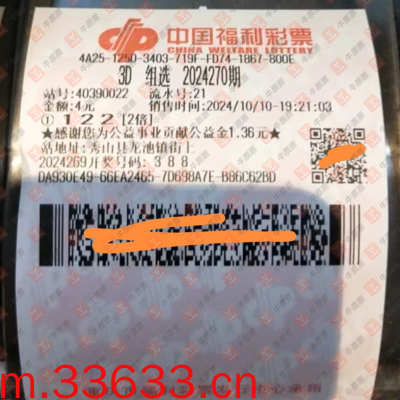 中国福利彩票
CHINA WELFARE LOTTERY
4A25-1250-3403-719F-FD74-1867-800E
3D 组选 2024270期
站号:40390022 流水号:21
金额:4元 销售时间:2024/10/10-19:21:03
① 1 2 2 [2倍]
★感谢您为公益事业贡献公益金1.36元★
站地址:秀山县龙池镇街上
2024269开奖号码: 3 8 8
DA930E49-66EA2465-7D698A7E-B86C62BD
m.33633.cn